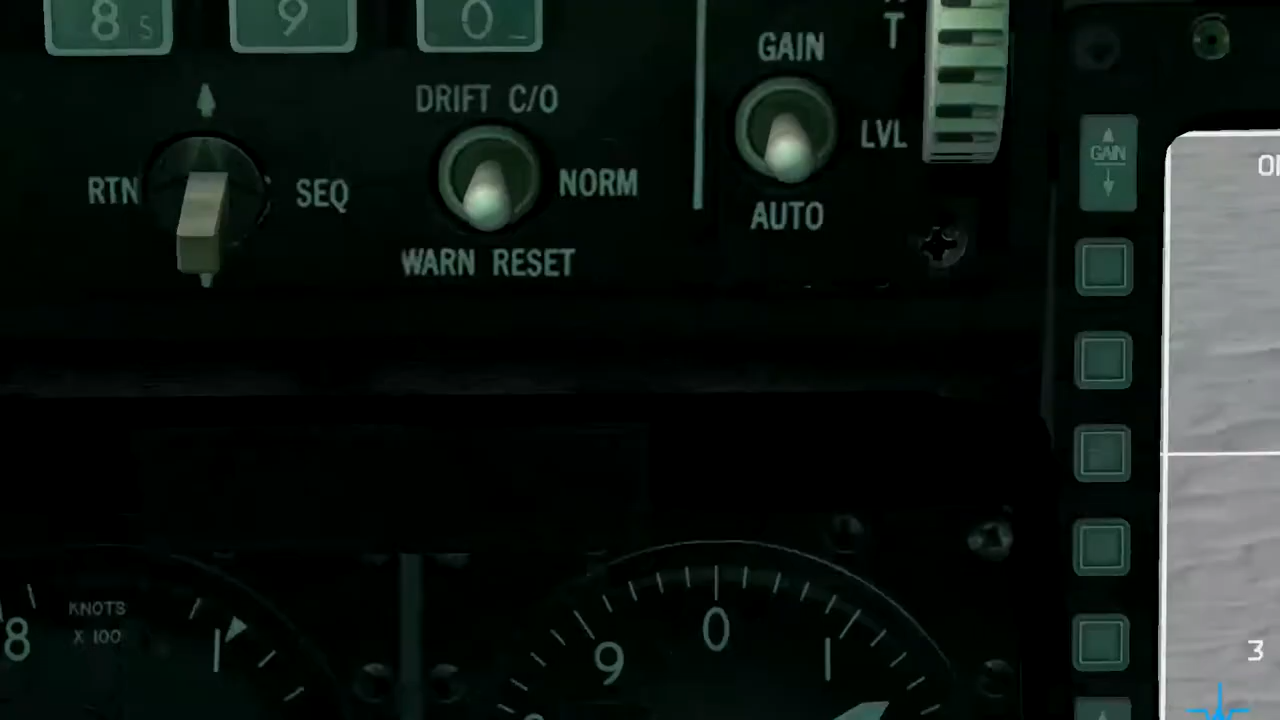 8 S
9
0
GAIN
T
DRIFT C/O
LVL
GAIN
RTN
SEQ
NORM
AUTO
WARN RESET
KNOTS
X 100
8
1
0
9
1
3